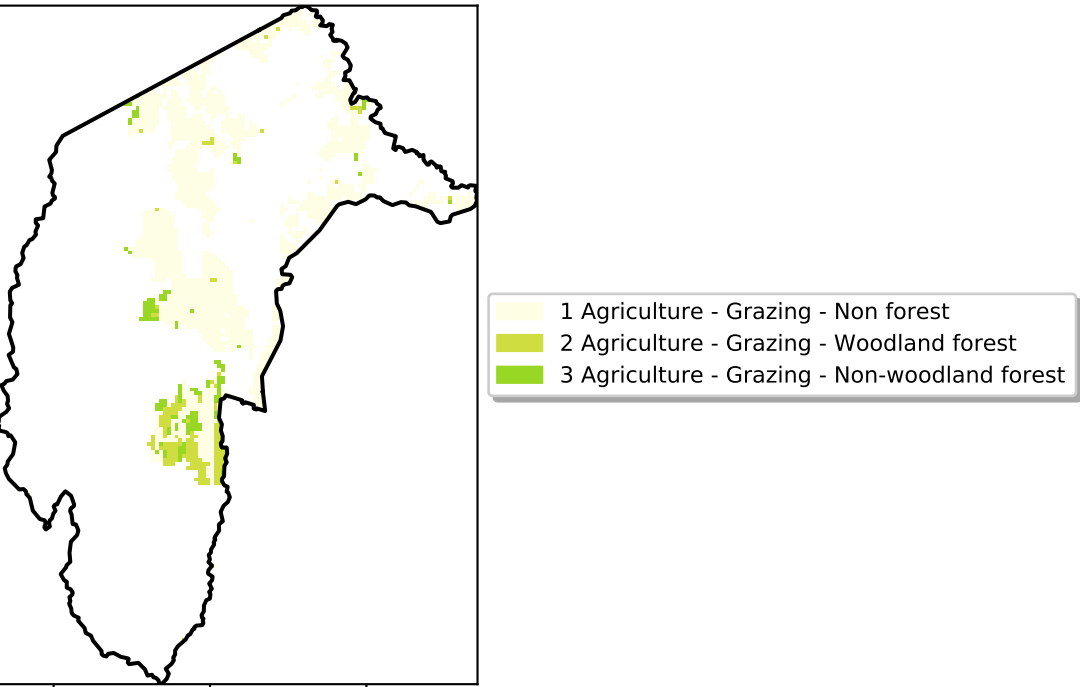 1 Agriculture - Grazing - Non forest
2 Agriculture - Grazing - Woodland forest
3 Agriculture - Grazing - Non-woodland forest